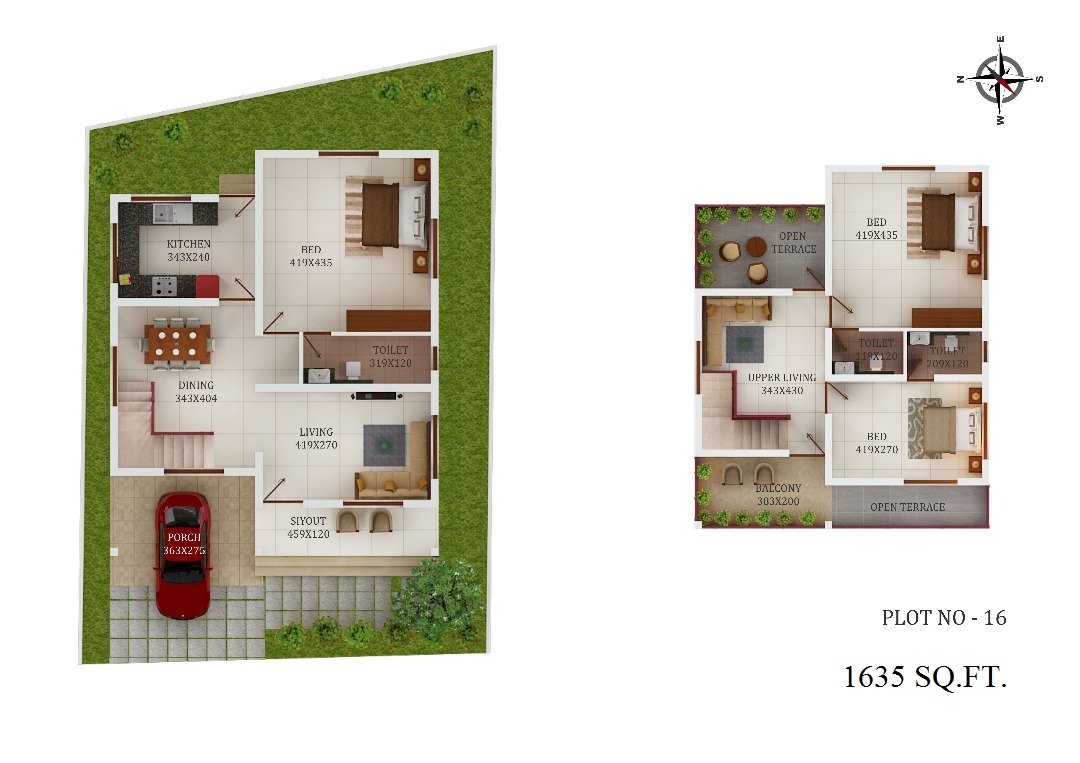 E
N
S
W
KITCHEN
343X240
BED
419X435
TOILET
319X120
DINING
343X404
LIVING
419X270
SIYOUT
459X120
PORCH
363X275
BED
419X435
OPEN
TERRACE
TOILET
119X120
TOILET
209X120
UPPER LIVING
343X430
BED
419X270
BALCONY
383X200
OPEN TERRACE
PLOT NO - 16
1635 SQ.FT.